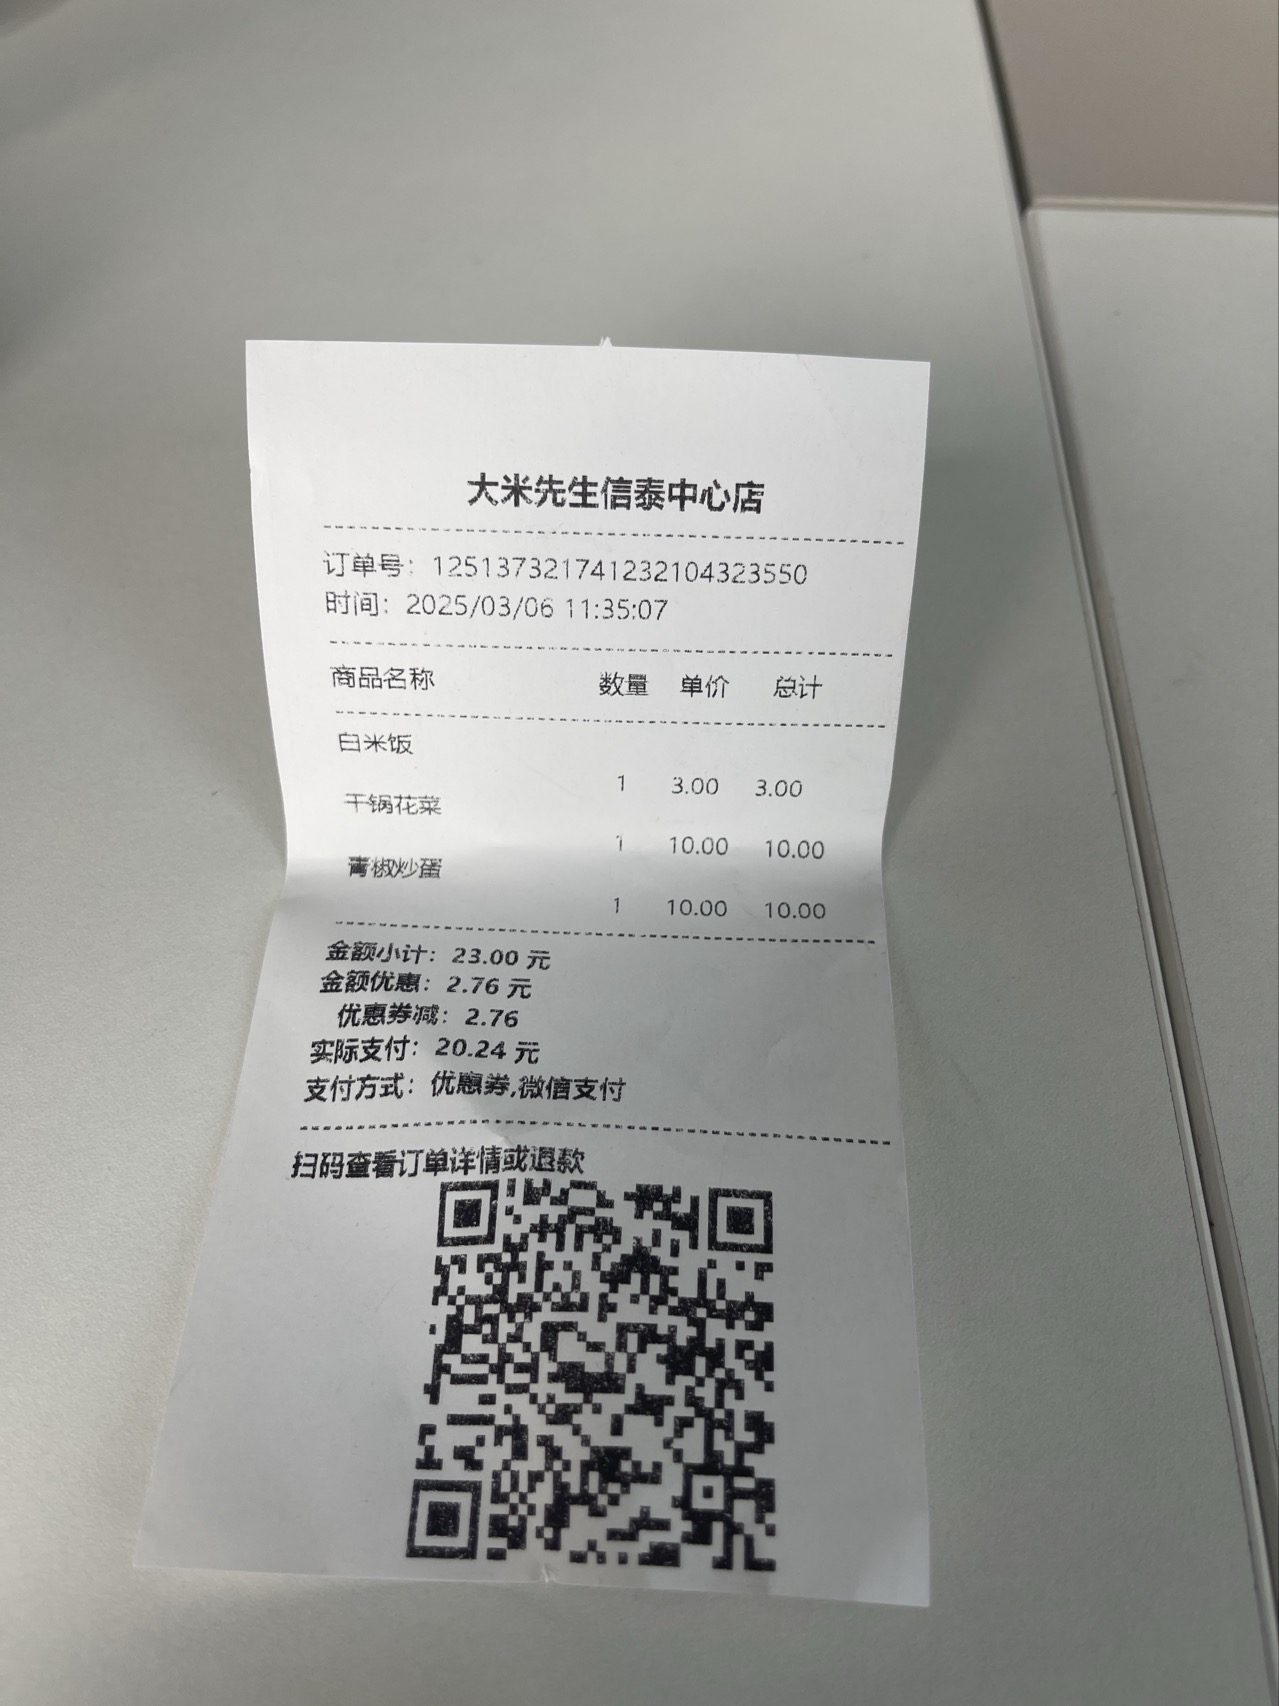 大米先生信泰中心店
订单号：1251373217412321043​23550
时间：2025/03/06 11:35:07
商品名称 数量 单价 总计
白米饭
1 3.00 3.00
干锅花菜
1 10.00 10.00
青椒炒蛋
1 10.00 10.00
金额小计：23.00 元
金额优惠：2.76 元
优惠券减：2.76
实际支付：20.24 元
支付方式：优惠券,微信支付
扫码查看订单详情或退款